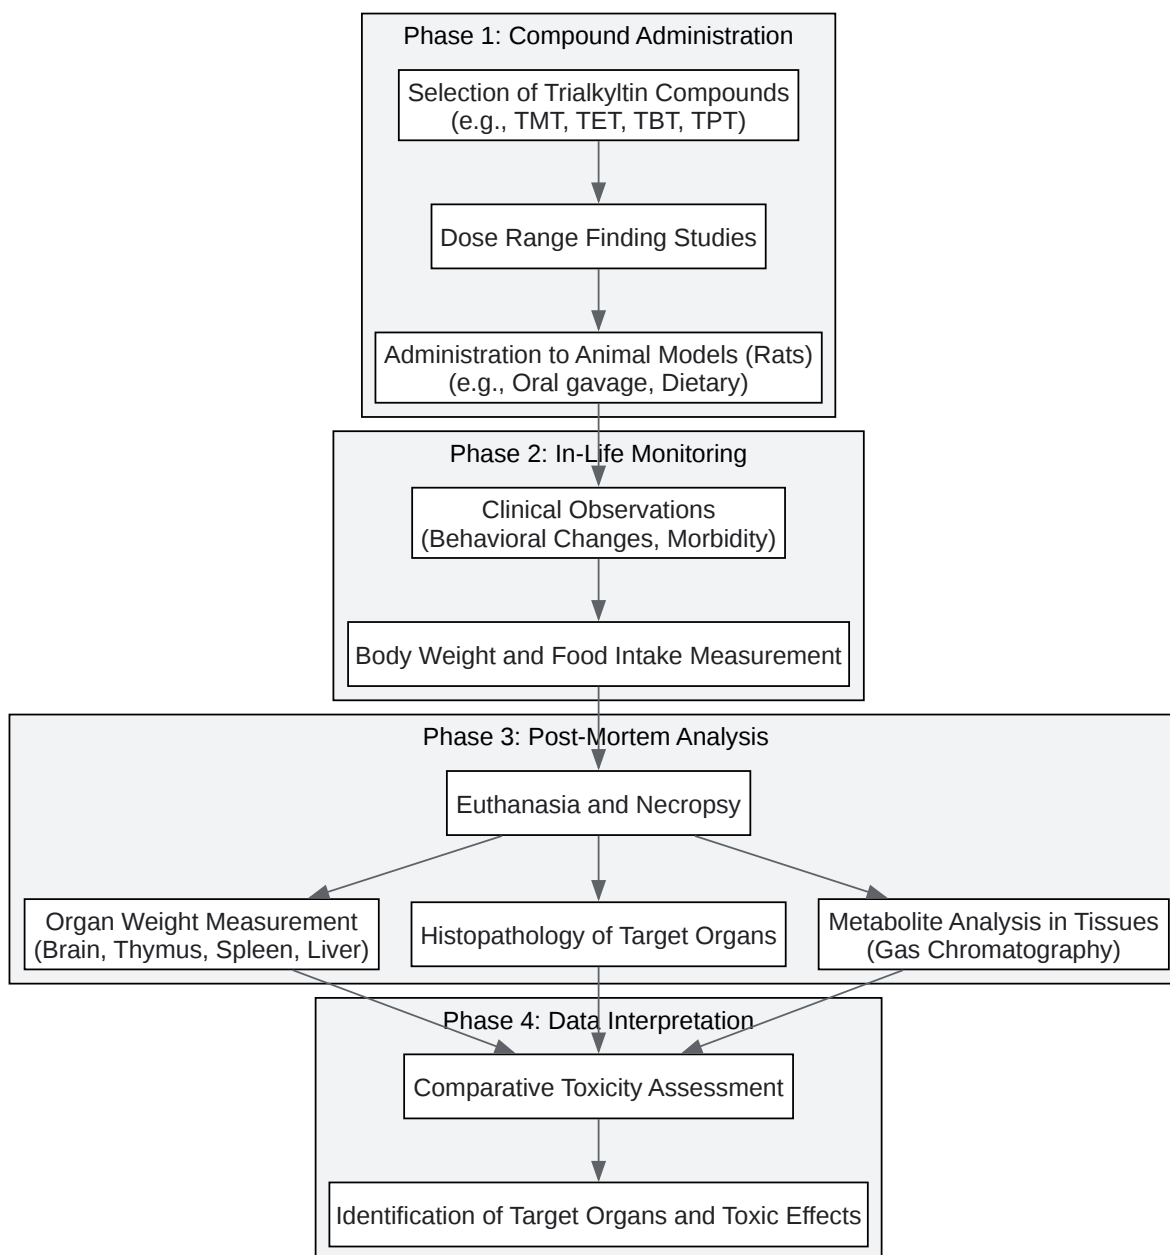 Phase 1: Compound Administration
Selection of Trialkyltin Compounds
(e.g., TMT, TET, TBT, TPT)
Dose Range Finding Studies
Administration to Animal Models (Rats)
(e.g., Oral gavage, Dietary)
Phase 2: In-Life Monitoring
Clinical Observations
(Behavioral Changes, Morbidity)
Body Weight and Food Intake Measurement
Phase 3: Post-Mortem Analysis
Euthanasia and Necropsy
Organ Weight Measurement
(Brain, Thymus, Spleen, Liver)
Histopathology of Target Organs
Metabolite Analysis in Tissues
(Gas Chromatography)
Phase 4: Data Interpretation
Comparative Toxicity Assessment
Identification of Target Organs and Toxic Effects